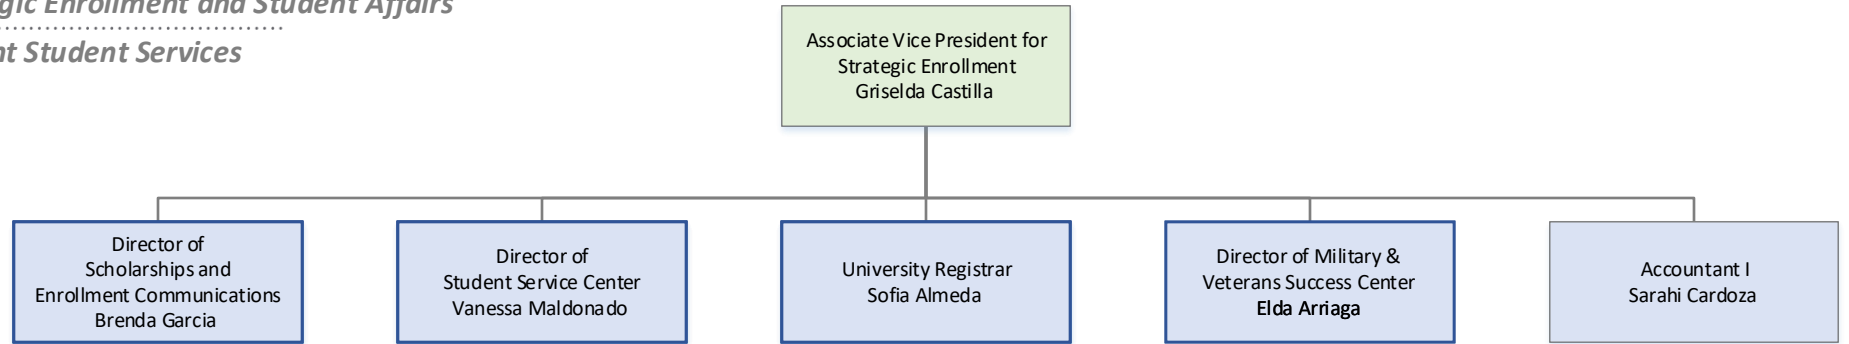 Enrollment and Student Affairs
Student Services
Associate Vice President for
Strategic Enrollment
Griselda Castilla
Director of
Scholarships and
Enrollment Communications
Brenda Garcia
Director of
Student Service Center
Vanessa Maldonado
University Registrar
Sofia Almeda
Director of Military &
Veterans Success Center
Elda Arriaga
Accountant I
Sarahi Cardoza